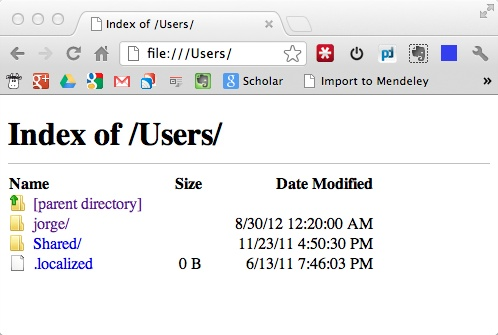 Index of /Users/
file:///Users/
Scholar
Import to Mendeley
»
Index of /Users/
Name Size Date Modified
[parent directory]
jorge/ 8/30/12 12:20:00 AM
Shared/ 11/23/11 4:50:30 PM
.localized 0 B 6/13/11 7:46:03 PM